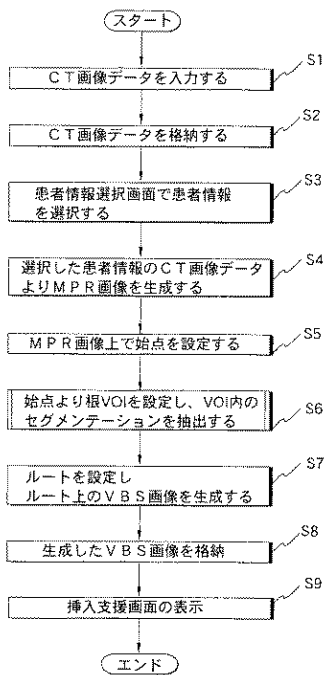 スタート
S1
ＣＴ画像データを入力する
S2
ＣＴ画像データを格納する
S3
患者情報選択画面で患者情報
を選択する
S4
選択した患者情報のＣＴ画像データ
よりＭＰＲ画像を生成する
S5
ＭＰＲ画像上で始点を設定する
始点より根VOIを設定し、VOI内の
セグメンテーションを抽出する
S6
S7
ルートを設定し
ルート上のＶＢＳ画像を生成する
S8
生成したＶＢＳ画像を格納
S9
挿入支援画面の表示
エンド